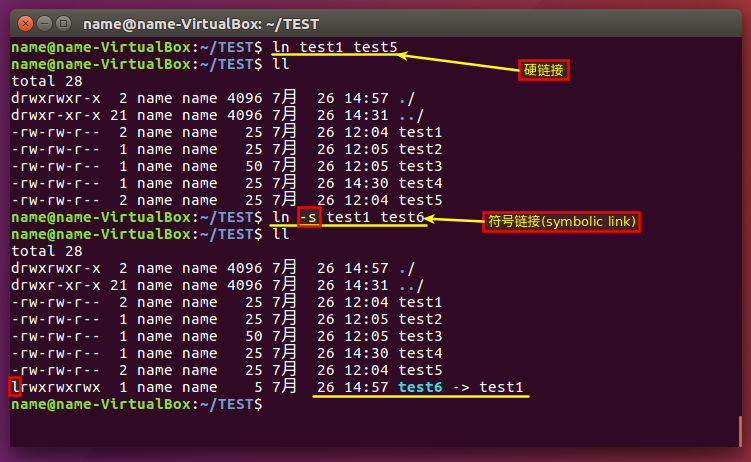 name@name-VirtualBox: ~/TEST
name@name-VirtualBox:~/TEST$ ln test1 test5
硬链接
name@name-VirtualBox:~/TEST$ ll
total 28
drwxrwxr-x  2 name name 4096 7月  26 14:57 ./
drwxr-xr-x 21 name name 4096 7月  26 14:31 ../
-rw-rw-r--  2 name name   25 7月  26 12:04 test1
-rw-rw-r--  1 name name   25 7月  26 12:05 test2
-rw-rw-r--  1 name name   50 7月  26 12:05 test3
-rw-rw-r--  1 name name   25 7月  26 14:30 test4
-rw-rw-r--  2 name name   25 7月  26 12:04 test5
name@name-VirtualBox:~/TEST$ ln -s test1 test6
符号链接(symbolic link)
name@name-VirtualBox:~/TEST$ ll
total 28
drwxrwxr-x  2 name name 4096 7月  26 14:57 ./
drwxr-xr-x 21 name name 4096 7月  26 14:31 ../
-rw-rw-r--  2 name name   25 7月  26 12:04 test1
-rw-rw-r--  1 name name   25 7月  26 12:05 test2
-rw-rw-r--  1 name name   50 7月  26 12:05 test3
-rw-rw-r--  1 name name   25 7月  26 14:30 test4
-rw-rw-r--  2 name name   25 7月  26 12:04 test5
lrwxrwxrwx  1 name name    5 7月  26 14:57 test6 -> test1
name@name-VirtualBox:~/TEST$